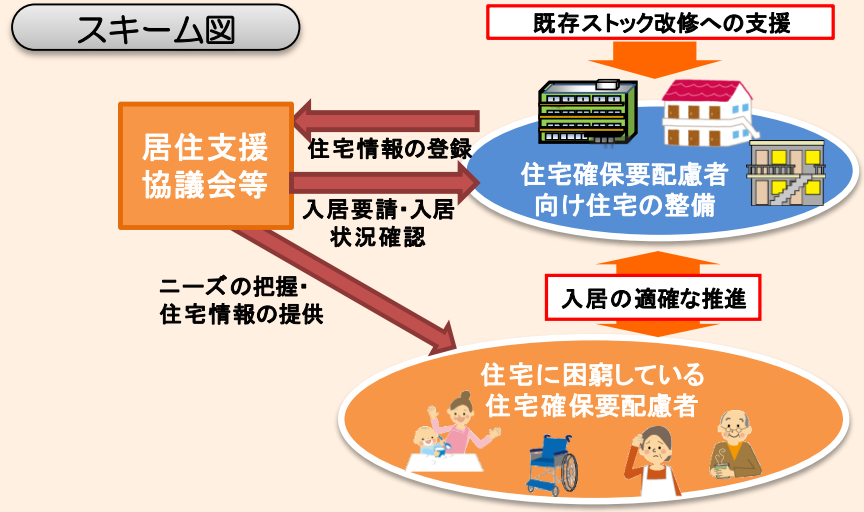 スキーム図
既存ストック改修への支援
居住支援
協議会等
住宅情報の登録
住宅確保要配慮者
向け住宅の整備
入居要請・入居
状況確認
ニーズの把握・
住宅情報の提供
入居の適確な推進
住宅に困窮している
住宅確保要配慮者